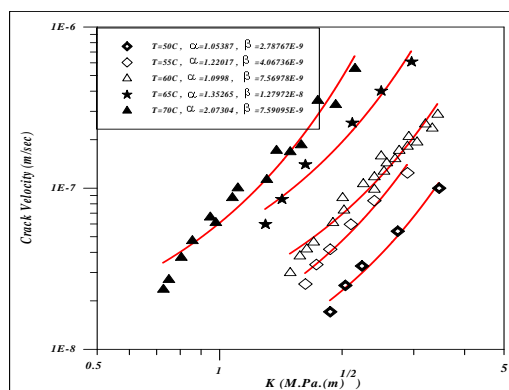 1E-6
T=50C, α=1.05387, β=2.78767E-9
T=55C, α=1.22017, β=4.06736E-9
T=60C, α=1.0998, β=7.56978E-9
T=65C, α=1.35265, β=1.27972E-8
T=70C, α=2.07304, β=7.59095E-9
Crack Velocity (m/sec)
1E-7
1E-8
0.5 1 5
1/2
K (M.Pa.(m)